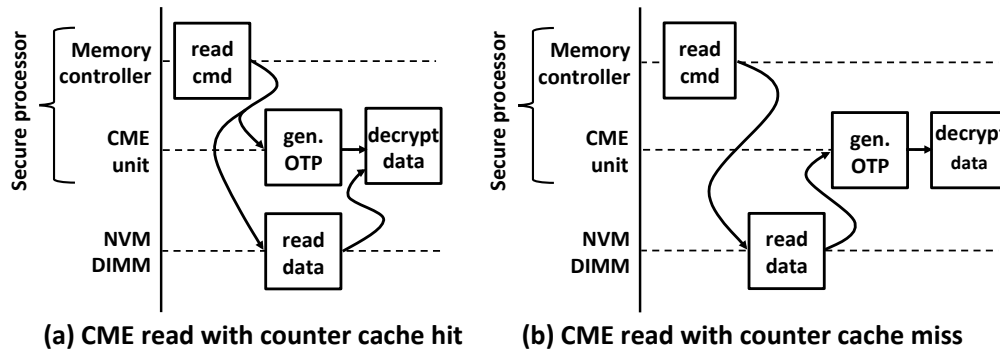 Secure processor
Memory
controller
CME
unit
NVM
DIMM
read
cmd
gen.
OTP
decrypt
data
read
data
(a) CME read with counter cache hit
Secure processor
Memory
controller
CME
unit
NVM
DIMM
read
cmd
gen.
OTP
decrypt
data
read
data
(b) CME read with counter cache miss